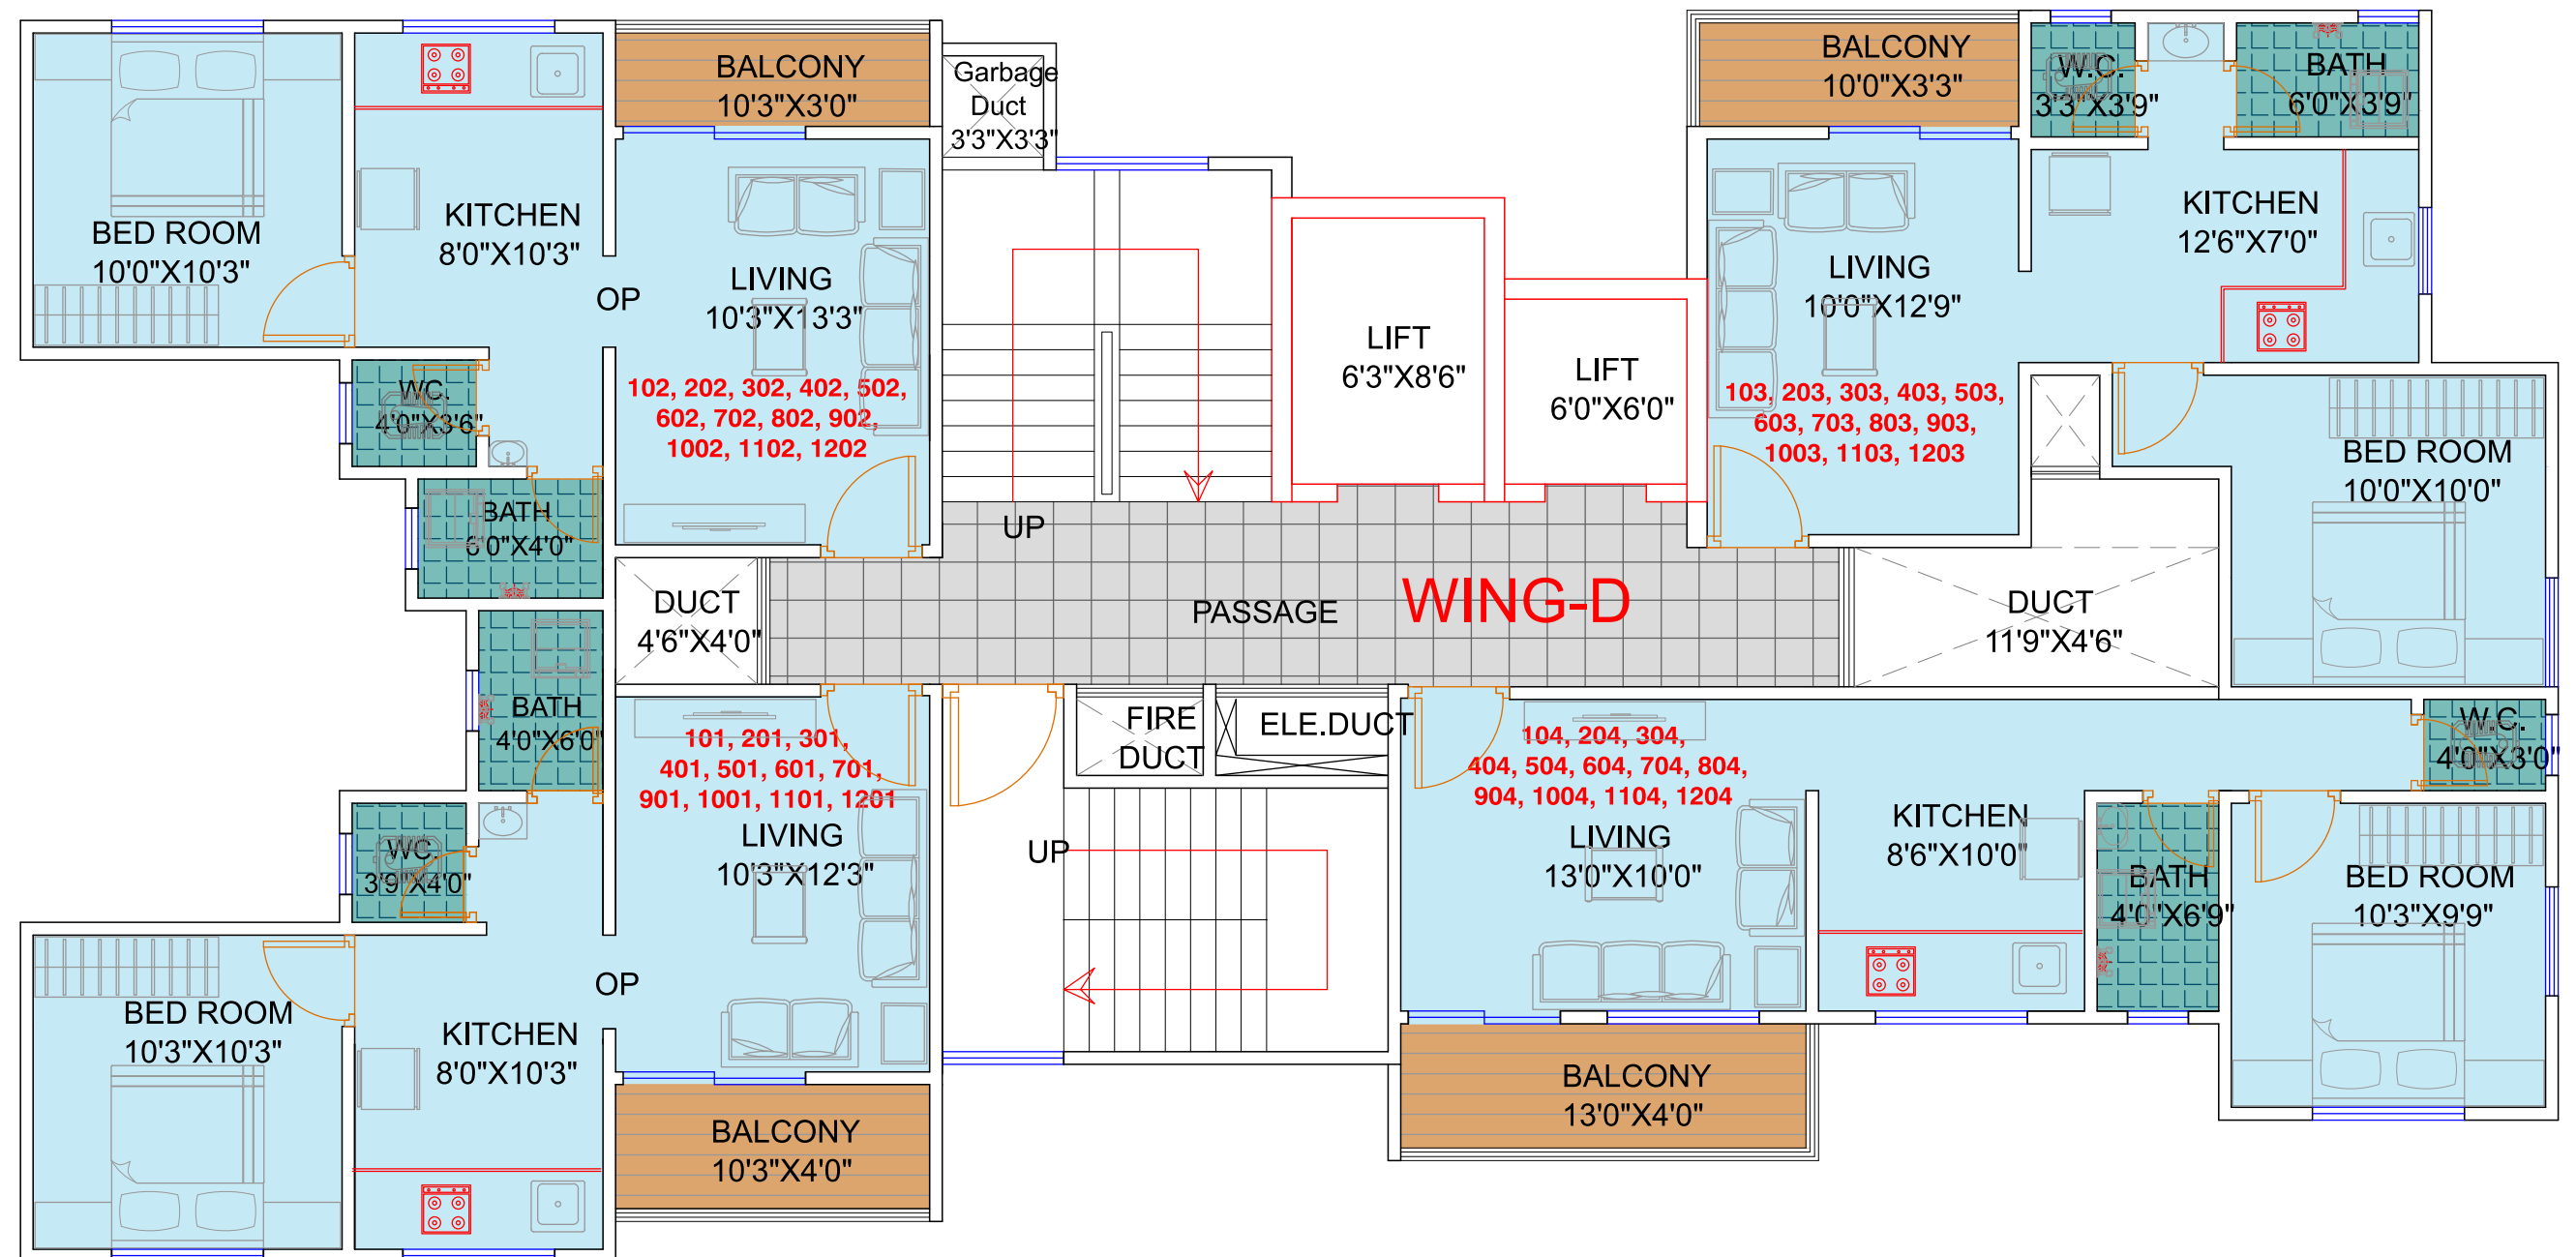 BED ROOM
10'0"X10'3"
KITCHEN
8'0"X10'3"
OP
BALCONY
10'3"X3'0"
LIVING
10'3"X13'3"
102, 202, 302, 402, 502,
602, 702, 802, 902,
1002, 1102, 1202
WC.
4'0"X3'6"
BATH
6'0"X4'0"
Garbage
Duct
3'3"X3'3"
UP
LIFT
6'3"X8'6"
LIFT
6'0"X6'0"
BALCONY
10'0"X3'3"
W.C.
3'3"X3'9"
BATH
6'0"X3'9"
KITCHEN
12'6"X7'0"
LIVING
10'0"X12'9"
103, 203, 303, 403, 503,
603, 703, 803, 903,
1003, 1103, 1203
BED ROOM
10'0"X10'0"
DUCT
4'6"X4'0"
PASSAGE
WING-D
DUCT
11'9"X4'6"
BATH
4'0"X6'0"
WC.
3'9"X4'0"
101, 201, 301,
401, 501, 601, 701,
901, 1001, 1101, 1201
LIVING
10'3"X12'3"
OP
BED ROOM
10'3"X10'3"
KITCHEN
8'0"X10'3"
BALCONY
10'3"X4'0"
FIRE
DUCT
ELE.DUCT
UP
104, 204, 304,
404, 504, 604, 704, 804,
904, 1004, 1104, 1204
LIVING
13'0"X10'0"
KITCHEN
8'6"X10'0"
W.C.
4'0"X3'0"
BATH
4'0"X6'9"
BED ROOM
10'3"X9'9"
BALCONY
13'0"X4'0"